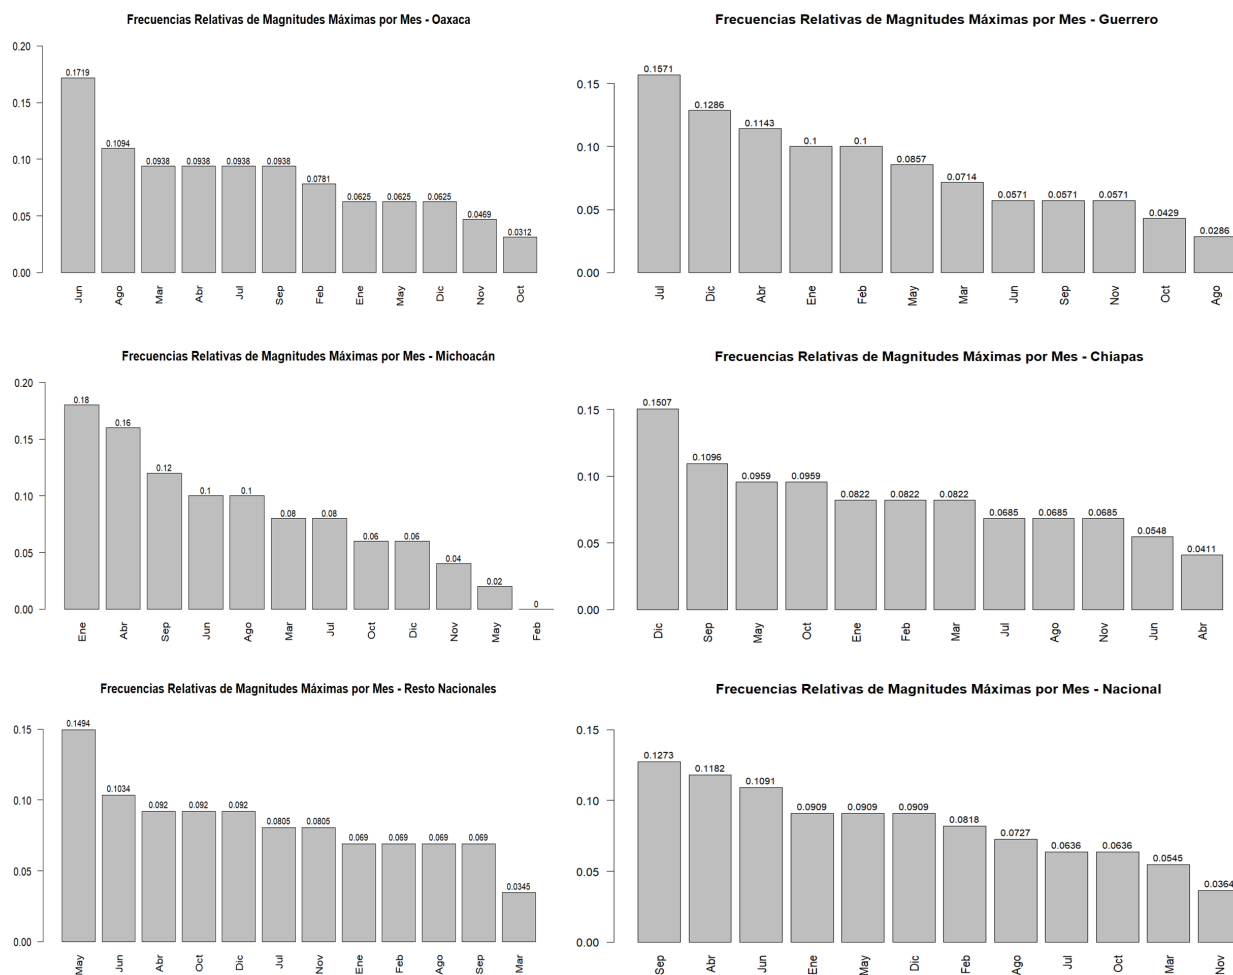 Frecuencias Relativas de Magnitudes Máximas por Mes - Oaxaca
0.20
0.15
0.10
0.05
0.00
0.1719
0.1094
0.0938
0.0938
0.0938
0.0938
0.0781
0.0625
0.0625
0.0625
0.0469
0.0312
Jun
Ago
Mar
Abr
Jul
Sep
Feb
Ene
May
Dic
Nov
Oct
Frecuencias Relativas de Magnitudes Máximas por Mes - Guerrero
0.15
0.10
0.05
0.00
0.1571
0.1286
0.1143
0.1
0.1
0.0857
0.0714
0.0571
0.0571
0.0571
0.0429
0.0286
Jul
Dic
Abr
Ene
Feb
May
Mar
Jun
Sep
Nov
Oct
Ago
Frecuencias Relativas de Magnitudes Máximas por Mes - Michoacán
0.20
0.15
0.10
0.05
0.00
0.18
0.16
0.12
0.1
0.1
0.08
0.08
0.06
0.06
0.04
0.02
0
Ene
Abr
Sep
Jun
Ago
Mar
Jul
Oct
Dic
Nov
May
Feb
Frecuencias Relativas de Magnitudes Máximas por Mes - Chiapas
0.15
0.10
0.05
0.00
0.1507
0.1096
0.0959
0.0959
0.0822
0.0822
0.0822
0.0685
0.0685
0.0685
0.0548
0.0411
Dic
Sep
May
Oct
Ene
Feb
Mar
Jul
Ago
Nov
Jun
Abr
Frecuencias Relativas de Magnitudes Máximas por Mes - Resto Nacionales
0.15
0.10
0.05
0.00
0.1494
0.1034
0.092
0.092
0.092
0.0805
0.0805
0.069
0.069
0.069
0.069
0.0345
May
Jun
Abr
Oct
Dic
Jul
Nov
Ene
Feb
Ago
Sep
Mar
Frecuencias Relativas de Magnitudes Máximas por Mes - Nacional
0.15
0.10
0.05
0.00
0.1273
0.1182
0.1091
0.0909
0.0909
0.0909
0.0818
0.0727
0.0636
0.0636
0.0545
0.0364
Sep
Abr
Jun
Ene
May
Dic
Feb
Ago
Jul
Oct
Mar
Nov